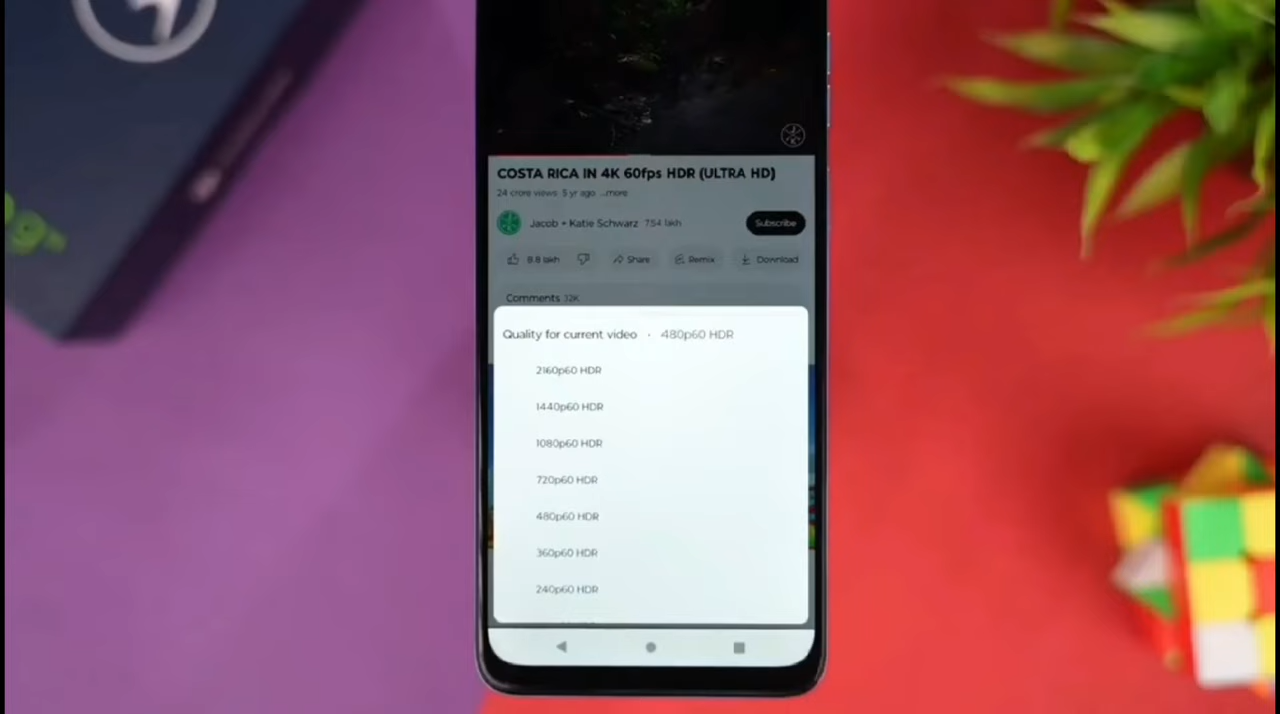 COSTA RICA IN 4K 60fps HDR (ULTRA HD)
24 crore views 5 yr ago ...more
Jacob + Katie Schwarz 7.54 lakh Subscribe
8.8 lakh Share Remix Download
Comments 32K
Quality for current video • 480p60 HDR
2160p60 HDR
1440p60 HDR
1080p60 HDR
720p60 HDR
480p60 HDR
360p60 HDR
240p60 HDR